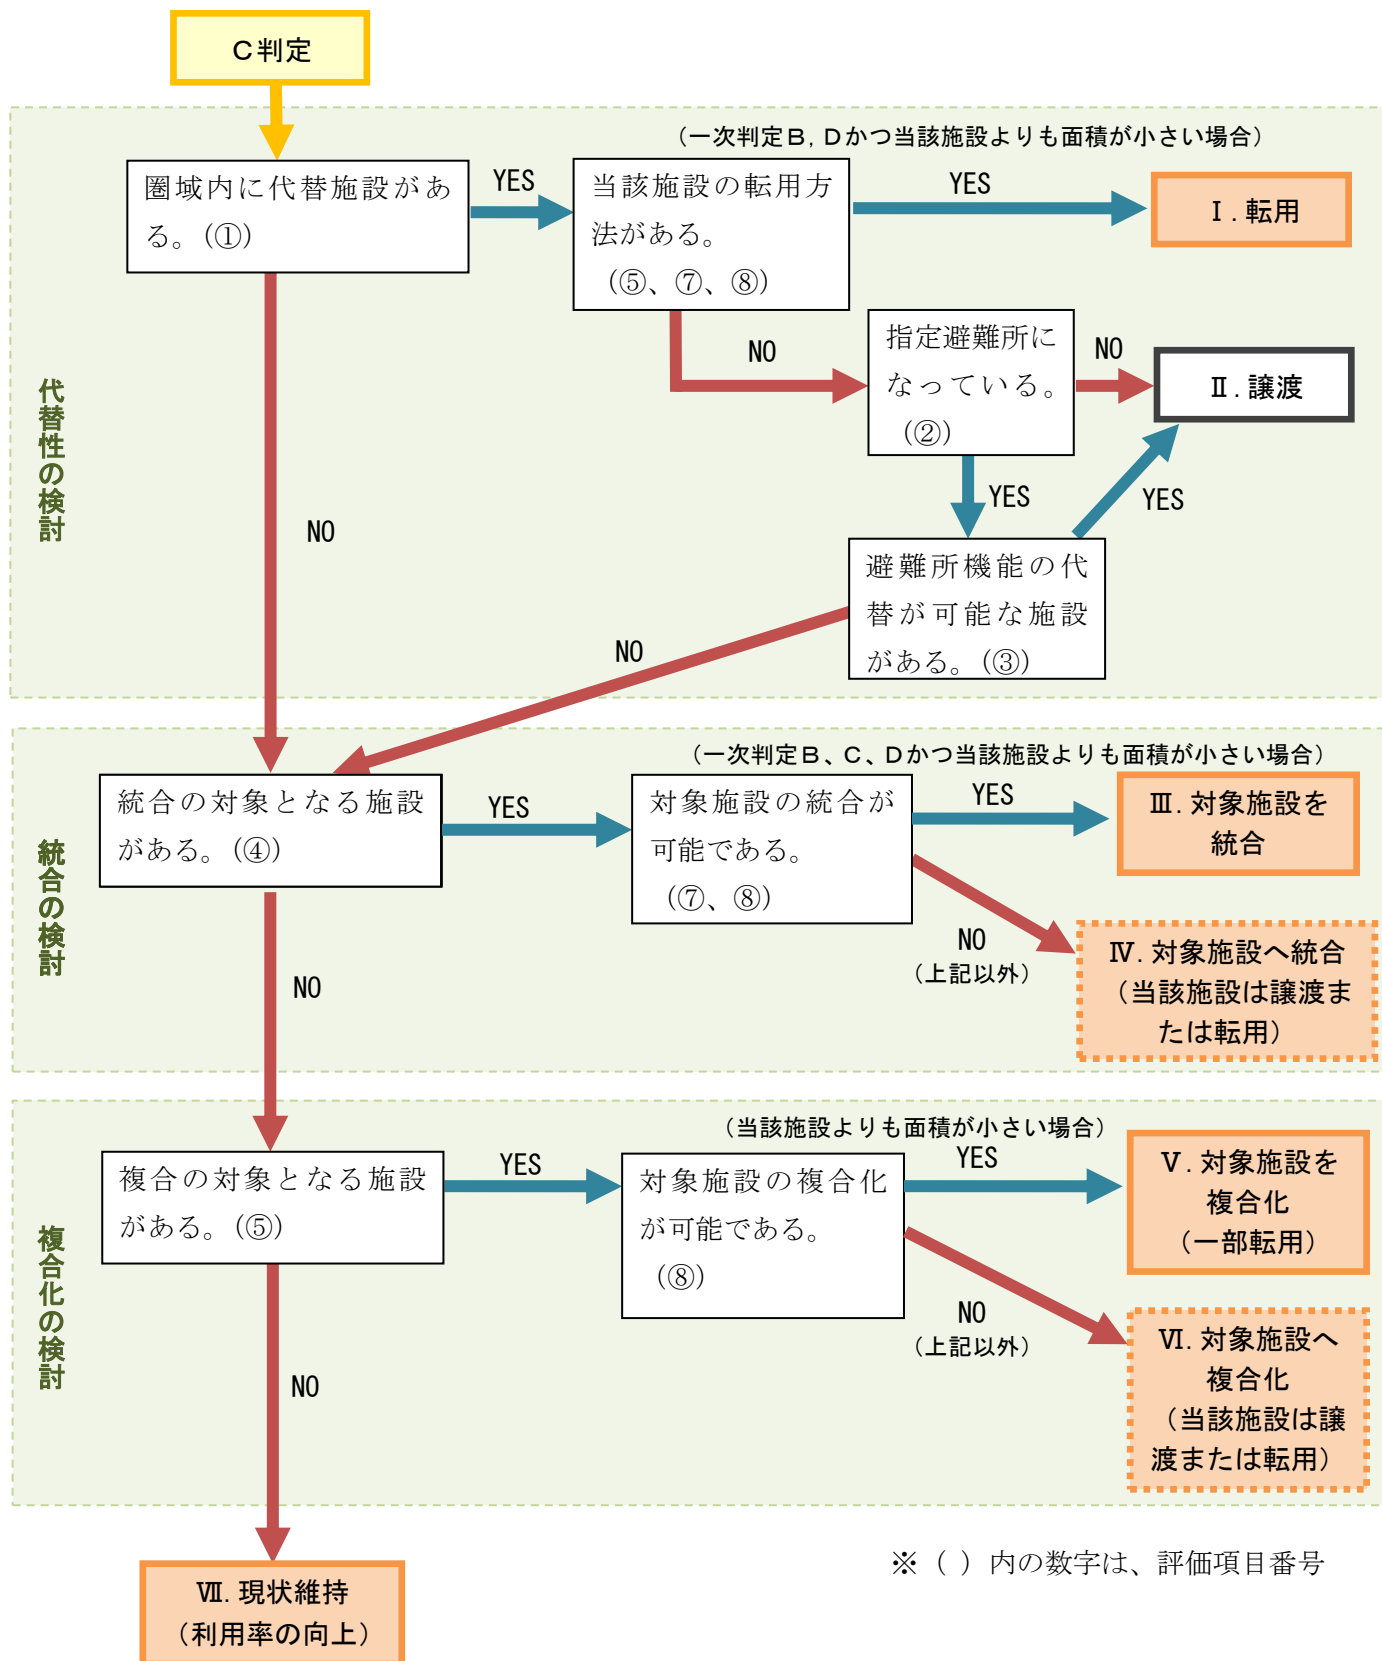 C判定
代替性の検討
（一次判定B, Dかつ当該施設よりも面積が小さい場合）
圏域内に代替施設があ
る。（①）
YES
当該施設の転用方
法がある。
（⑤、⑦、⑧）
YES
Ⅰ. 転用
NO
指定避難所に
なっている。
（②）
NO
Ⅱ. 譲渡
YES
YES
避難所機能の代
替が可能な施設
がある。（③）
NO
NO
統合の検討
（一次判定B、C、Dかつ当該施設よりも面積が小さい場合）
統合の対象となる施設
がある。（④）
YES
対象施設の統合が
可能である。
（⑦、⑧）
YES
Ⅲ. 対象施設を
統合
NO
（上記以外）
Ⅳ. 対象施設へ統合
（当該施設は譲渡ま
たは転用）
NO
複合化の検討
（当該施設よりも面積が小さい場合）
複合の対象となる施設
がある。（⑤）
YES
対象施設の複合化
が可能である。
（⑧）
YES
Ⅴ. 対象施設を
複合化
（一部転用）
NO
（上記以外）
Ⅵ. 対象施設へ
複合化
（当該施設は譲
渡または転用）
NO
Ⅶ. 現状維持
（利用率の向上）
※（ ）内の数字は、評価項目番号